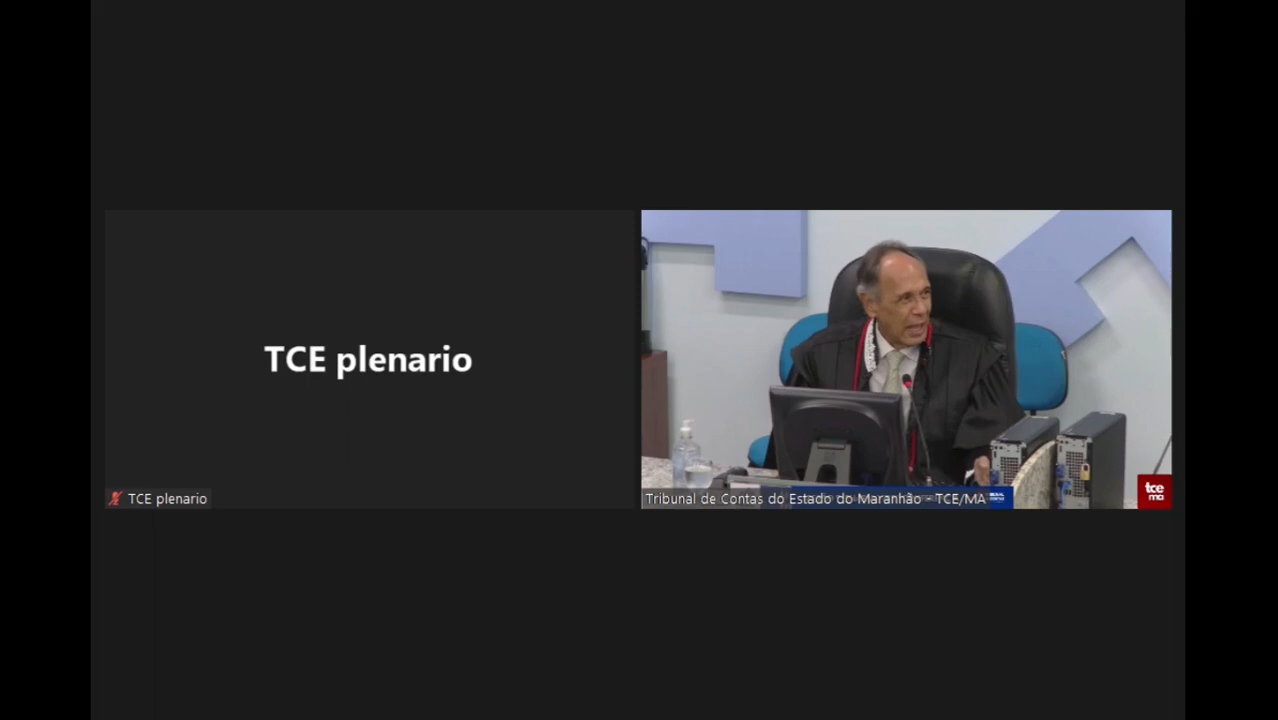 TCE plenario
TCE plenario
Tribunal de Contas do Estado do Maranhão - TCE/MA
tce
ma